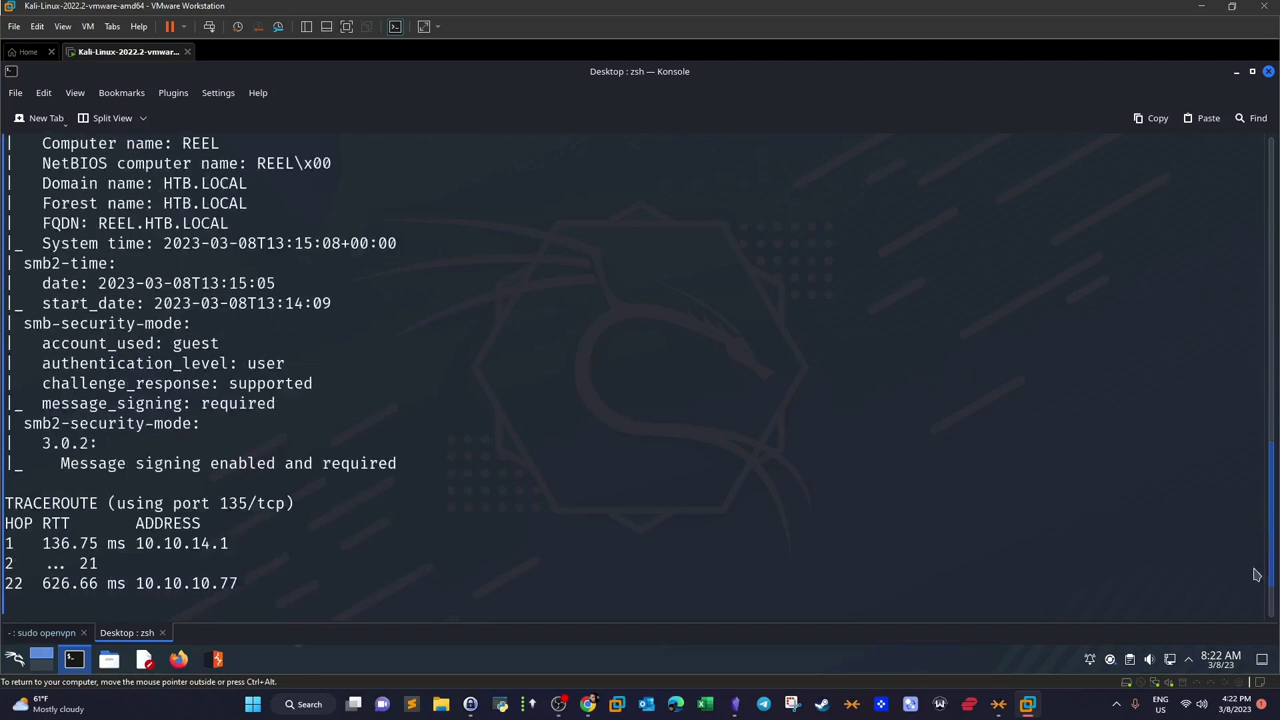 Kali-Linux-2022.2-vmware-amd64 - VMware Workstation
File Edit View VM Tabs Help
Home Kali-Linux-2022.2-vmwar...
Desktop : zsh — Konsole
File Edit View Bookmarks Plugins Settings Help
New Tab Split View Copy Paste Find
|   Computer name: REEL
|   NetBIOS computer name: REEL\x00
|   Domain name: HTB.LOCAL
|   Forest name: HTB.LOCAL
|   FQDN: REEL.HTB.LOCAL
|_  System time: 2023-03-08T13:15:08+00:00
| smb2-time:
|   date: 2023-03-08T13:15:05
|_  start_date: 2023-03-08T13:14:09
| smb-security-mode:
|   account_used: guest
|   authentication_level: user
|   challenge_response: supported
|_  message_signing: required
| smb2-security-mode:
|   3.0.2:
|_    Message signing enabled and required
TRACEROUTE (using port 135/tcp)
HOP RTT       ADDRESS
1   136.75 ms 10.10.14.1
2   ... 21
22  626.66 ms 10.10.10.77
- : sudo openvpn Desktop : zsh
8:22 AM
3/8/23
To return to your computer, move the mouse pointer outside or press Ctrl+Alt.
61°F
Mostly cloudy
Search
ENG
US
4:22 PM
3/8/2023